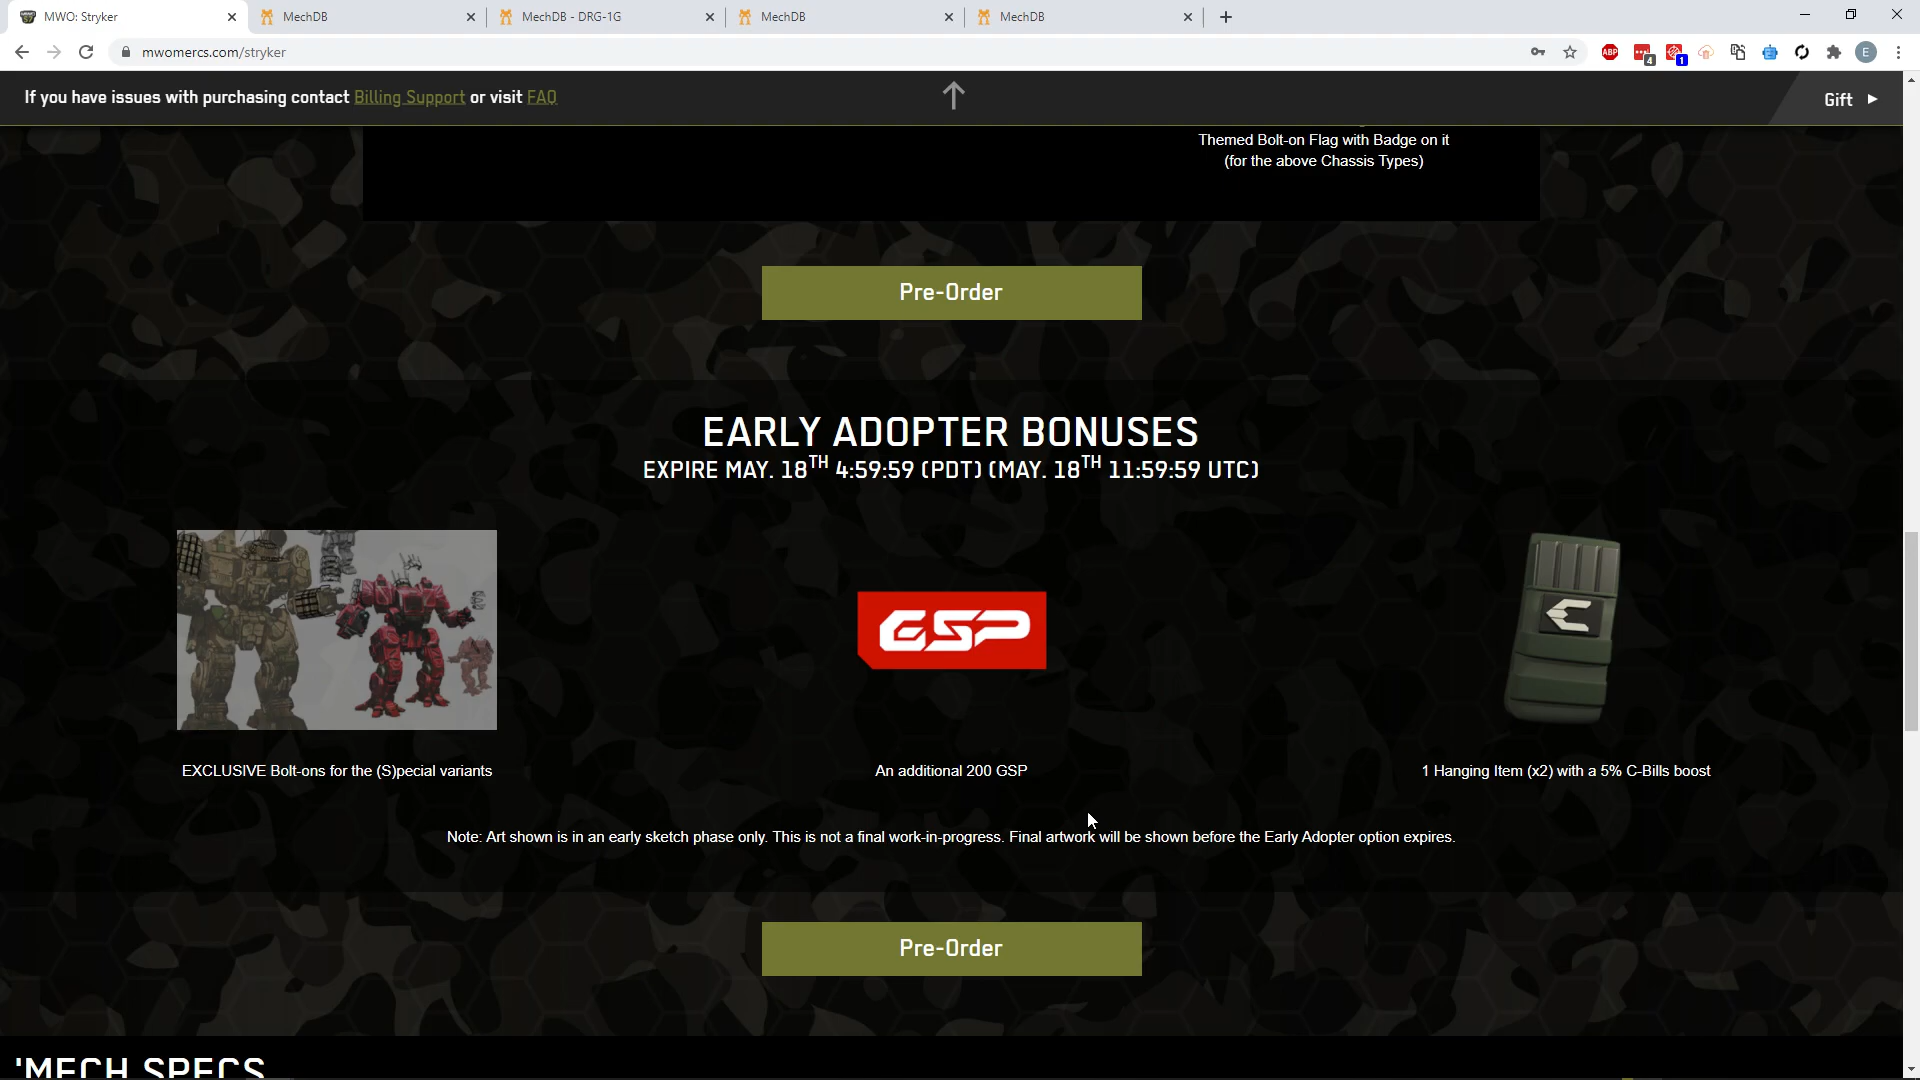 MWO: Stryker
MechDB
MechDB - DRG-1G
MechDB
MechDB
mwomercs.com/stryker
ABP
4
1
E
If you have issues with purchasing contact Billing Support or visit FAQ
Gift
Themed Bolt-on Flag with Badge on it
(for the above Chassis Types)
Pre-Order
EARLY ADOPTER BONUSES
EXPIRE MAY. 18TH 4:59:59 (PDT) (MAY. 18TH 11:59:59 UTC)
GSP
EXCLUSIVE Bolt-ons for the (S)pecial variants
An additional 200 GSP
1 Hanging Item (x2) with a 5% C-Bills boost
Note: Art shown is in an early sketch phase only. This is not a final work-in-progress. Final artwork will be shown before the Early Adopter option expires.
Pre-Order
'MECH SPECS